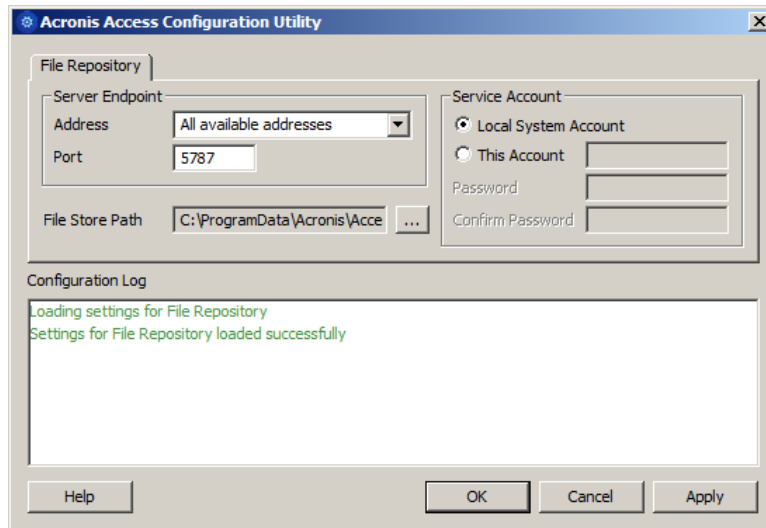 Acronis Access Configuration Utility
File Repository
Server Endpoint
Address All available addresses
Port 5787
File Store Path C:\ProgramData\Acronis\Acce ...
Service Account
Local System Account
This Account
Password
Confirm Password
Configuration Log
Loading settings for File Repository
Settings for File Repository loaded successfully
Help OK Cancel Apply